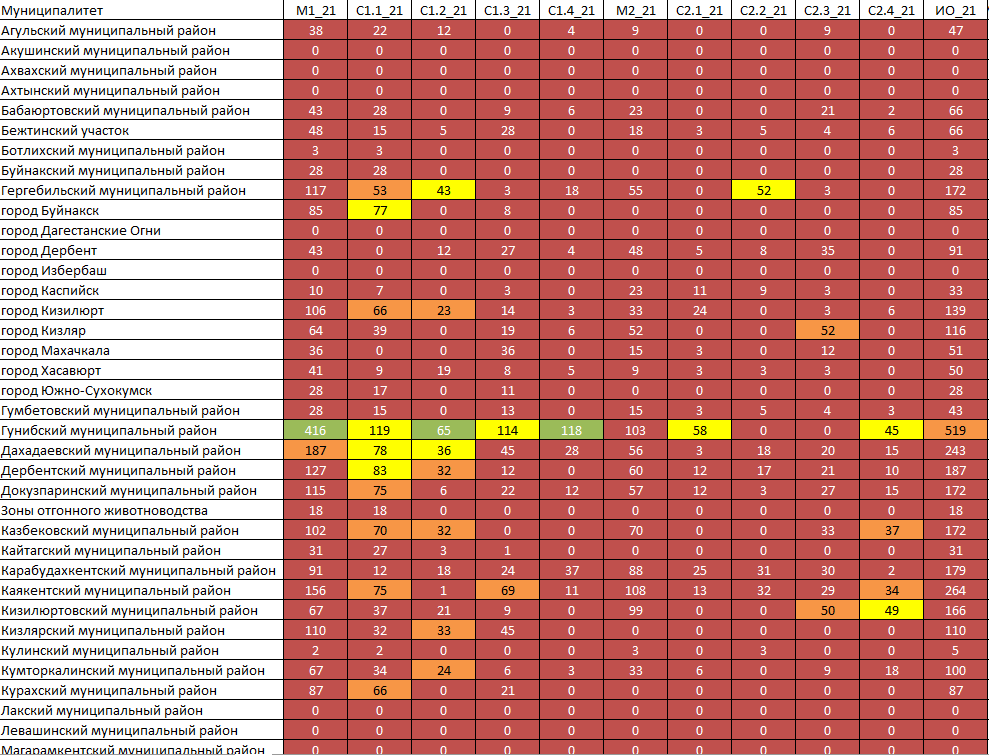 Муниципалитет М1_21 С1.1_21 С1.2_21 С1.3_21 С1.4_21 М2_21 С2.1_21 С2.2_21 С2.3_21 С2.4_21 ИО_21
Агульский муниципальный район 38 22 12 0 4 9 0 0 9 0 47
Акушинский муниципальный район 0 0 0 0 0 0 0 0 0 0 0
Ахвахский муниципальный район 0 0 0 0 0 0 0 0 0 0 0
Ахтынский муниципальный район 0 0 0 0 0 0 0 0 0 0 0
Бабаюртовский муниципальный район 43 28 0 9 6 23 0 0 21 2 66
Бежтинский участок 48 15 5 28 0 18 3 5 4 6 66
Ботлихский муниципальный район 3 3 0 0 0 0 0 0 0 0 3
Буйнакский муниципальный район 28 28 0 0 0 0 0 0 0 0 28
Гергебильский муниципальный район 117 53 43 3 18 55 0 52 3 0 172
город Буйнакск 85 77 0 8 0 0 0 0 0 0 85
город Дагестанские Огни 0 0 0 0 0 0 0 0 0 0 0
город Дербент 43 0 12 27 4 48 5 8 35 0 91
город Избербаш 0 0 0 0 0 0 0 0 0 0 0
город Каспийск 10 7 0 3 0 23 11 9 3 0 33
город Кизилюрт 106 66 23 14 3 33 24 0 3 6 139
город Кизляр 64 39 0 19 6 52 0 0 52 0 116
город Махачкала 36 0 0 36 0 15 3 0 12 0 51
город Хасавюрт 41 9 19 8 5 9 3 3 3 0 50
город Южно-Сухокумск 28 17 0 11 0 0 0 0 0 0 28
Гумбетовский муниципальный район 28 15 0 13 0 15 3 5 4 3 43
Гунибский муниципальный район 416 119 65 114 118 103 58 0 0 45 519
Дахадаевский муниципальный район 187 78 36 45 28 56 3 18 20 15 243
Дербентский муниципальный район 127 83 32 12 0 60 12 17 21 10 187
Докузпаринский муниципальный район 115 75 6 22 12 57 12 3 27 15 172
Зоны отгонного животноводства 18 18 0 0 0 0 0 0 0 0 18
Казбековский муниципальный район 102 70 32 0 0 70 0 0 33 37 172
Кайтагский муниципальный район 31 27 3 1 0 0 0 0 0 0 31
Карабудахкентский муниципальный район 91 12 18 24 37 88 25 31 30 2 179
Каякентский муниципальный район 156 75 1 69 11 108 13 32 29 34 264
Кизилюртовский муниципальный район 67 37 21 9 0 99 0 0 50 49 166
Кизлярский муниципальный район 110 32 33 45 0 0 0 0 0 0 110
Кулинский муниципальный район 2 2 0 0 0 3 0 3 0 0 5
Кумторкалинский муниципальный район 67 34 24 6 3 33 6 0 9 18 100
Курахский муниципальный район 87 66 0 21 0 0 0 0 0 0 87
Лакский муниципальный район 0 0 0 0 0 0 0 0 0 0 0
Левашинский муниципальный район 0 0 0 0 0 0 0 0 0 0 0
Магарамкентский муниципальный район 0 0 0 0 0 0 0 0 0 0 0